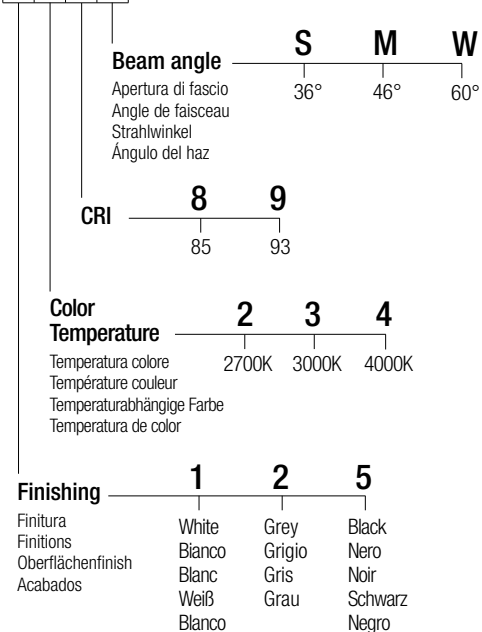 Beam angle
Apertura di fascio
Angle de faisceau
Strahlwinkel
Ángulo del haz
S M W
36° 46° 60°
CRI
8 9
85 93
Color
Temperature
Temperatura colore
Température couleur
Temperaturabhängige Farbe
Temperatura de color
2 3 4
2700K 3000K 4000K
Finishing
Finitura
Finitions
Oberflächenfinish
Acabados
1 2 5
White Grey Black
Bianco Grigio Nero
Blanc Gris Noir
Weiß Grau Schwarz
Blanco Negro